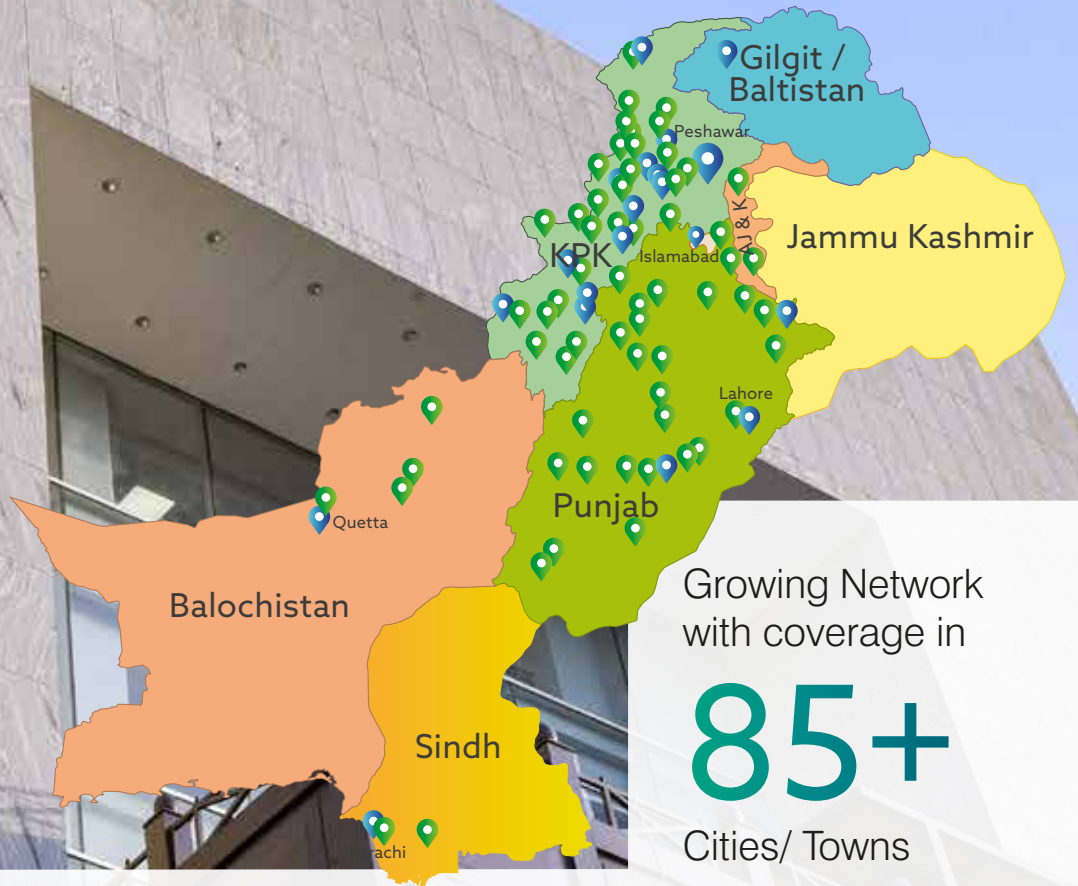 Gilgit /
Baltistan
Peshawar
AJ & K
Jammu Kashmir
KPK
Islamabad
Lahore
Quetta
Punjab
Balochistan
Growing Network
with coverage in
85+
Cities/ Towns
Sindh
rachi